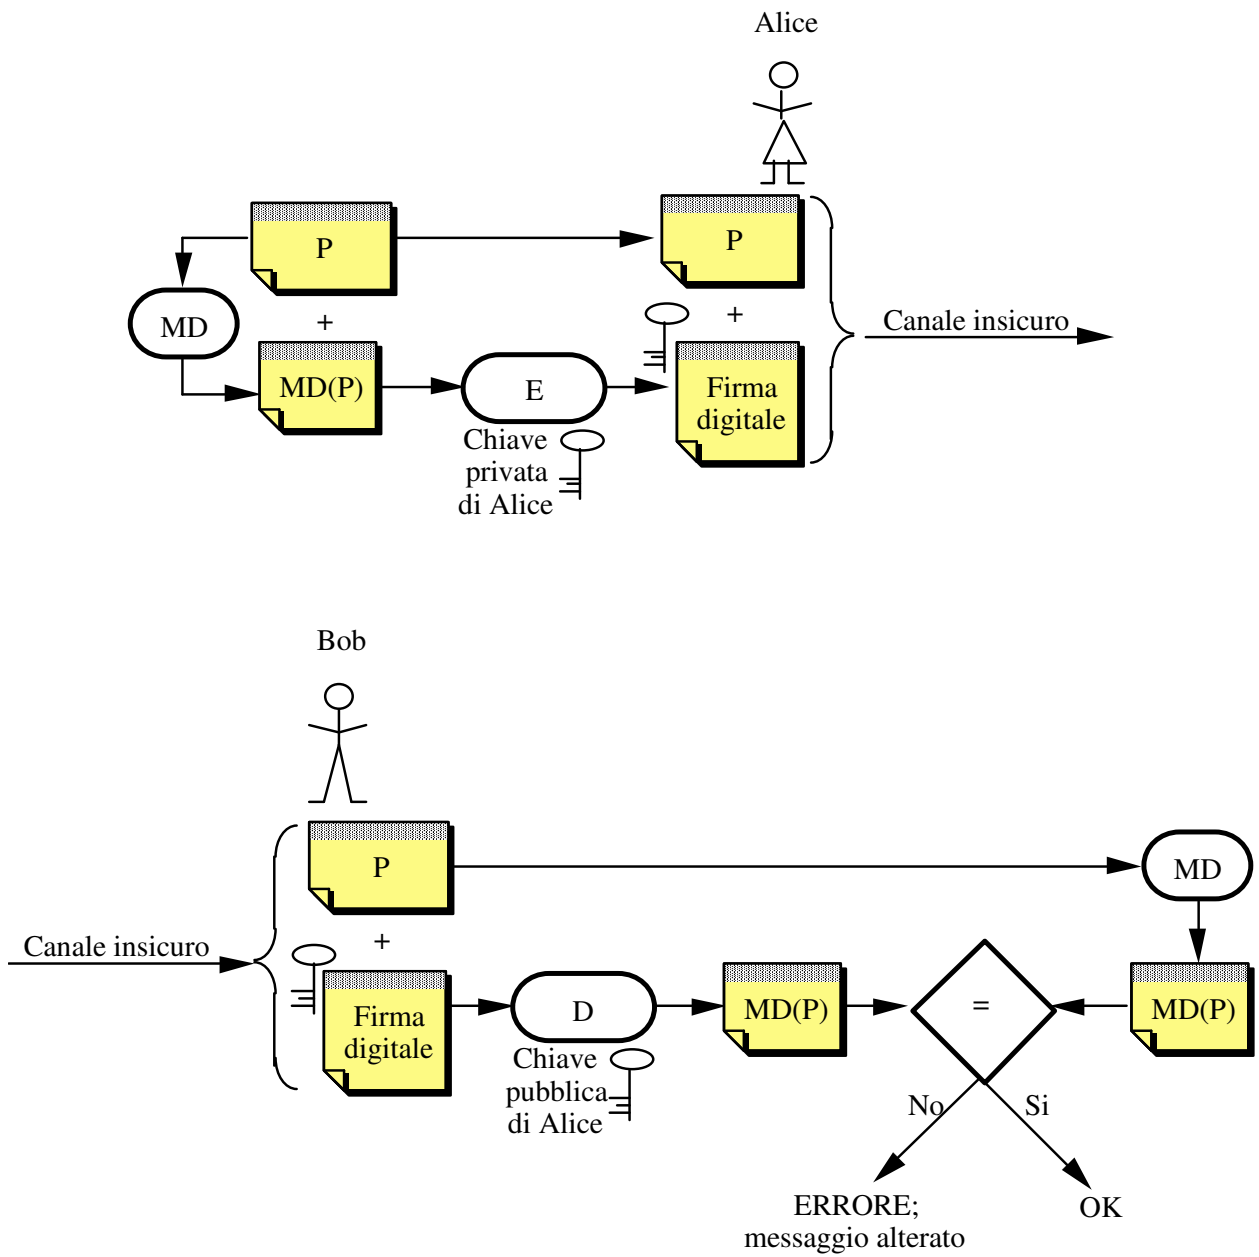 Alice
P
P
MD
+
+
Canale insicuro
MD(P)
E
Firma
digitale
Chiave
privata
di Alice
Bob
P
MD
Canale insicuro
+
Firma
digitale
D
MD(P)
=
MD(P)
Chiave
pubblica
di Alice
No
Si
ERRORE;
messaggio alterato
OK